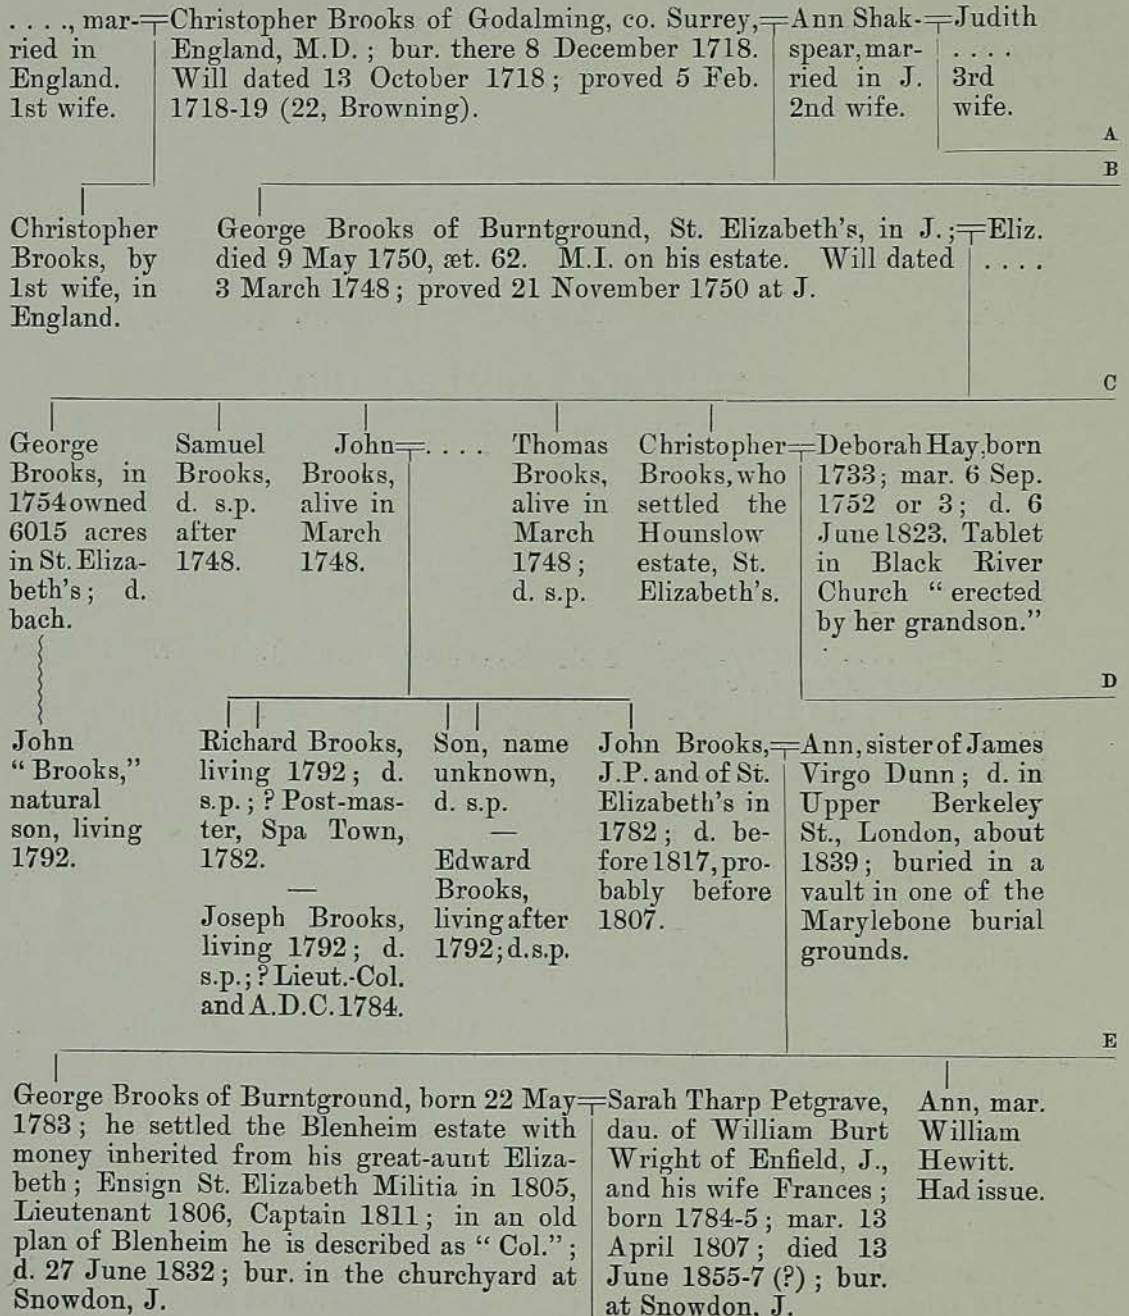 . . . ., mar-
ried in
England.
1st wife.
Christopher Brooks of Godalming, co. Surrey,
England, M.D. ; bur. there 8 December 1718.
Will dated 13 October 1718 ; proved 5 Feb.
1718-19 (22, Browning).
Ann Shak-
spear, mar-
ried in J.
2nd wife.
Judith
. . . .
3rd
wife.
A
B
Christopher
Brooks, by
1st wife, in
England.
George Brooks of Burntground, St. Elizabeth's, in J. ;
died 9 May 1750, æt. 62. M.I. on his estate. Will dated
3 March 1748 ; proved 21 November 1750 at J.
Eliz.
. . . .
C
George
Brooks, in
1754 owned
6015 acres
in St. Eliza-
beth's ; d.
bach.
Samuel
Brooks,
d. s.p.
after
1748.
John
Brooks,
alive in
March
1748.
. . . .
Thomas
Brooks,
alive in
March
1748 ;
d. s.p.
Christopher
Brooks, who
settled the
Hounslow
estate, St.
Elizabeth's.
Deborah Hay, born
1733 ; mar. 6 Sep.
1752 or 3 ; d. 6
June 1823. Tablet
in Black River
Church “ erected
by her grandson.”
D
John
“ Brooks,”
natural
son, living
1792.
Richard Brooks,
living 1792 ; d.
s.p. ; ? Post-mas-
ter, Spa Town,
1782.
—
Joseph Brooks,
living 1792 ; d.
s.p. ; ? Lieut.-Col.
and A.D.C. 1784.
Son, name
unknown,
d. s.p.
—
Edward
Brooks,
living after
1792 ; d.s.p.
John Brooks,
J.P. and of St.
Elizabeth's in
1782 ; d. be-
fore 1817, pro-
bably before
1807.
Ann, sister of James
Virgo Dunn ; d. in
Upper Berkeley
St., London, about
1839 ; buried in a
vault in one of the
Marylebone burial
grounds.
E
George Brooks of Burntground, born 22 May
1783 ; he settled the Blenheim estate with
money inherited from his great-aunt Eliza-
beth ; Ensign St. Elizabeth Militia in 1805,
Lieutenant 1806, Captain 1811 ; in an old
plan of Blenheim he is described as “ Col.” ;
d. 27 June 1832 ; bur. in the churchyard at
Snowdon, J.
Sarah Tharp Petgrave,
dau. of William Burt
Wright of Enfield, J.,
and his wife Frances ;
born 1784-5 ; mar. 13
April 1807 ; died 13
June 1855-7 (?) ; bur.
at Snowdon, J.
Ann, mar.
William
Hewitt.
Had issue.